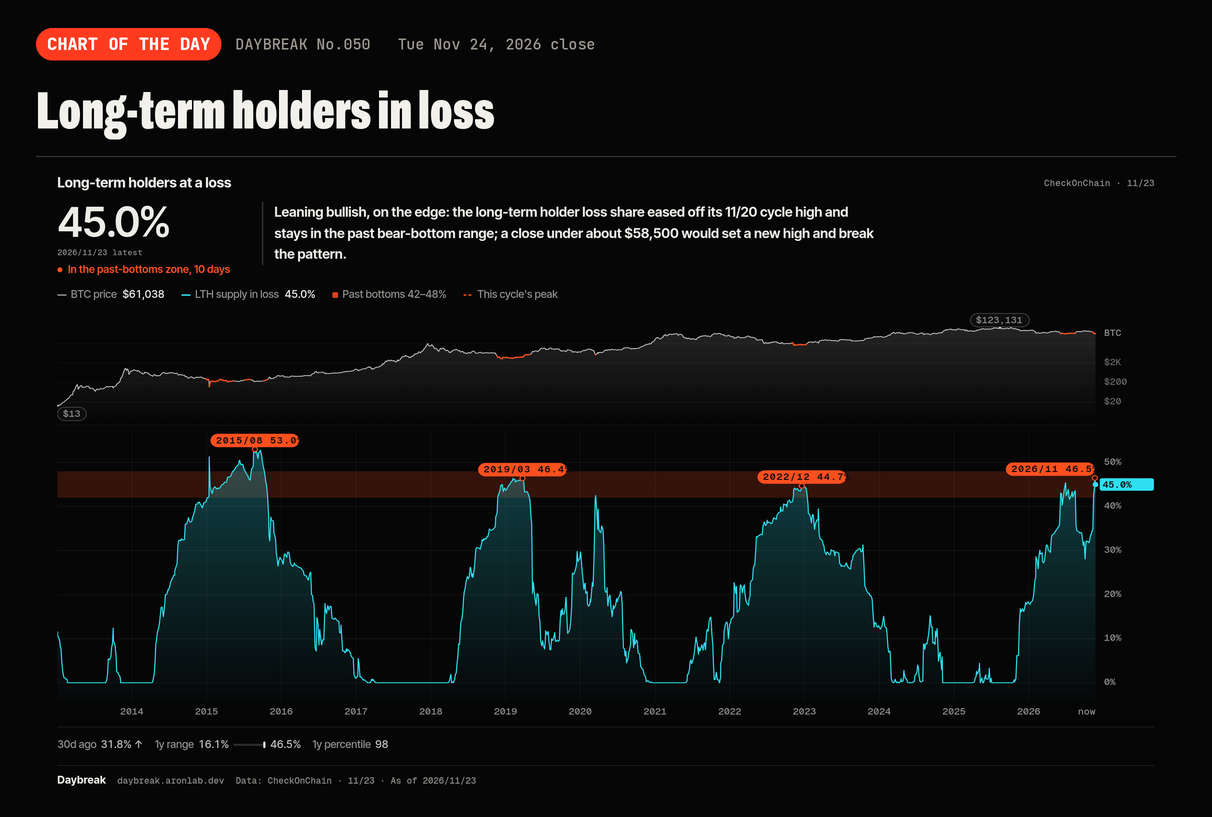 CHART OF THE DAY DAYBREAK No.050 Tue Nov 24, 2026 close
Long-term holders in loss
Long-term holders at a loss
CheckOnChain · 11/23
45.0%
2026/11/23 latest
● In the past-bottoms zone, 10 days
Leaning bullish, on the edge: the long-term holder loss share eased off its 11/20 cycle high and
stays in the past bear-bottom range; a close under about $58,500 would set a new high and break
the pattern.
BTC price $61,038 LTH supply in loss 45.0% Past bottoms 42–48% This cycle's peak
$123,131
BTC
$2K
$200
$20
$13
2015/08 53.0
2019/03 46.4
2022/12 44.7
2026/11 46.5
50%
45.0%
40%
30%
20%
10%
0%
2014 2015 2016 2017 2018 2019 2020 2021 2022 2023 2024 2025 2026 now
30d ago 31.8% ↑ 1y range 16.1% 46.5% 1y percentile 98
Daybreak daybreak.aronlab.dev Data: CheckOnChain · 11/23 · As of 2026/11/23